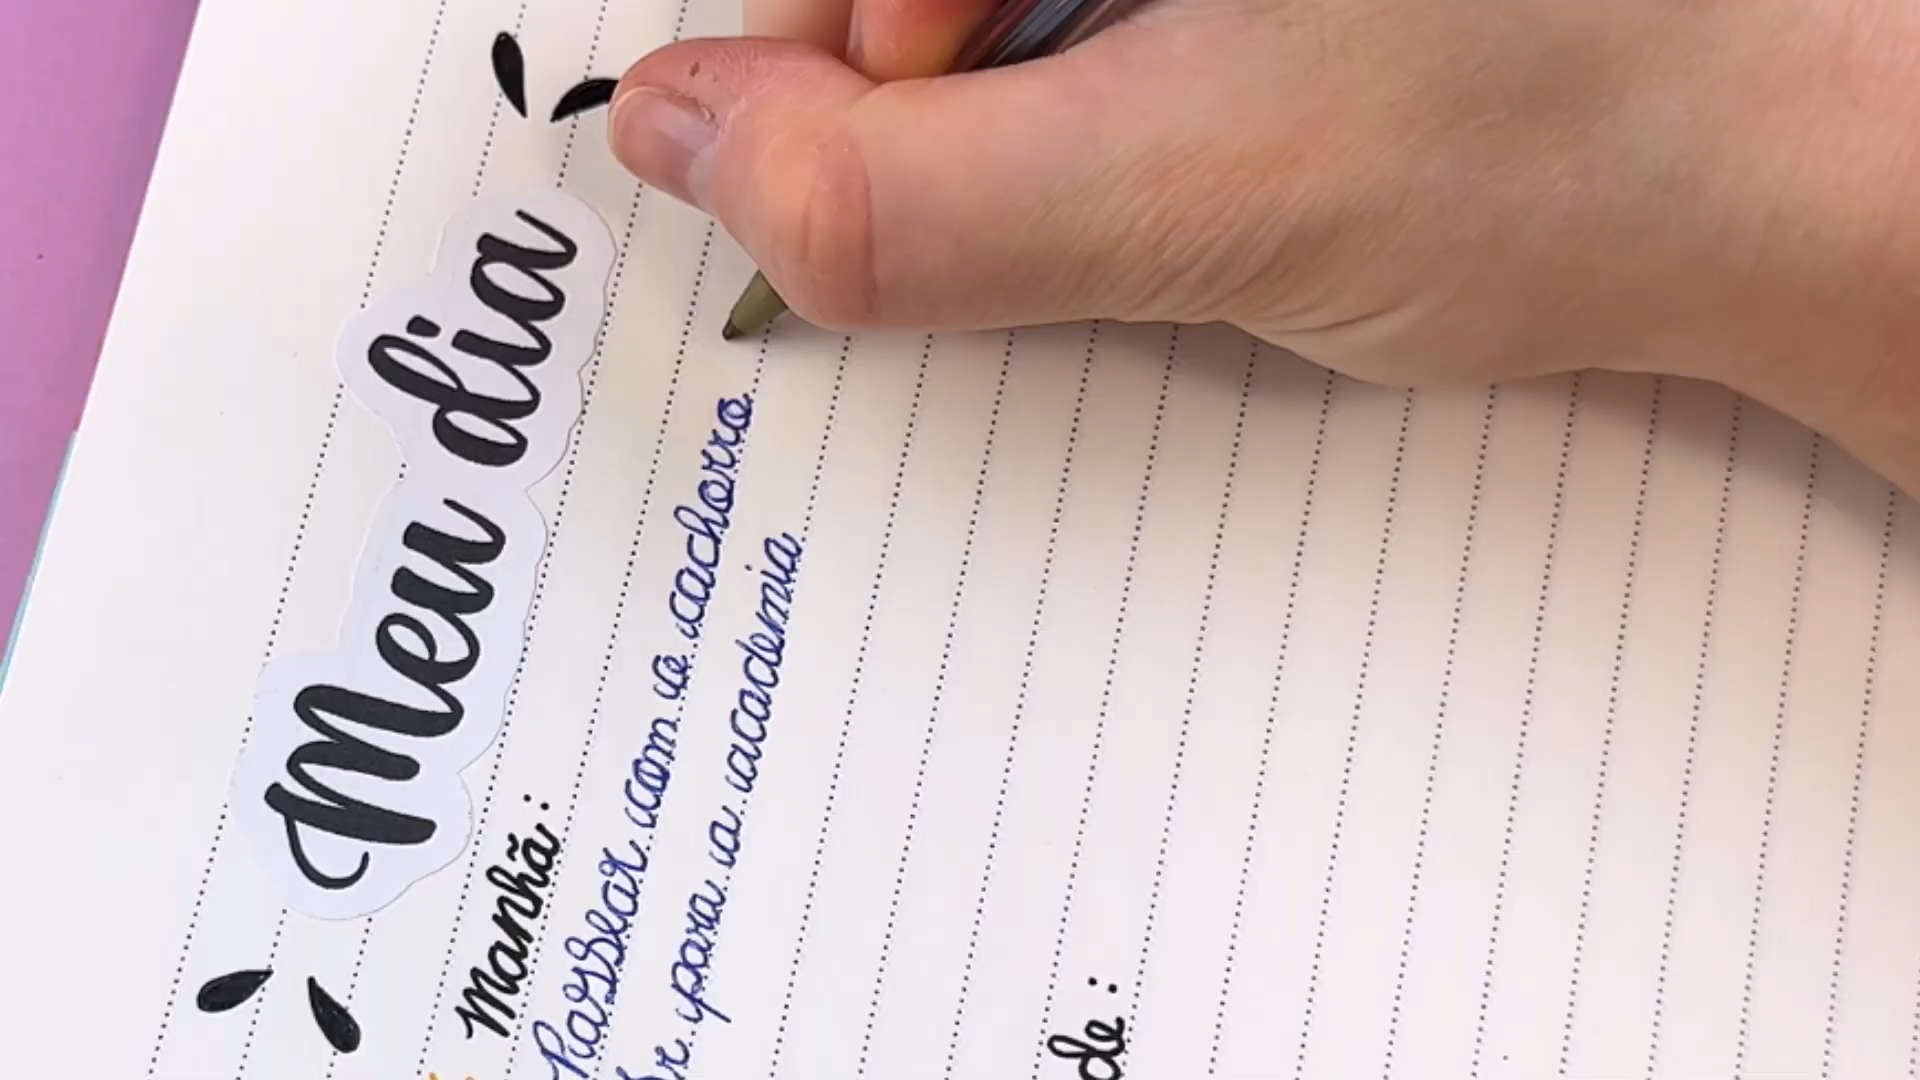 Meu dia
Manhã:
Passear com o cachorro
Ir para a academia
de: